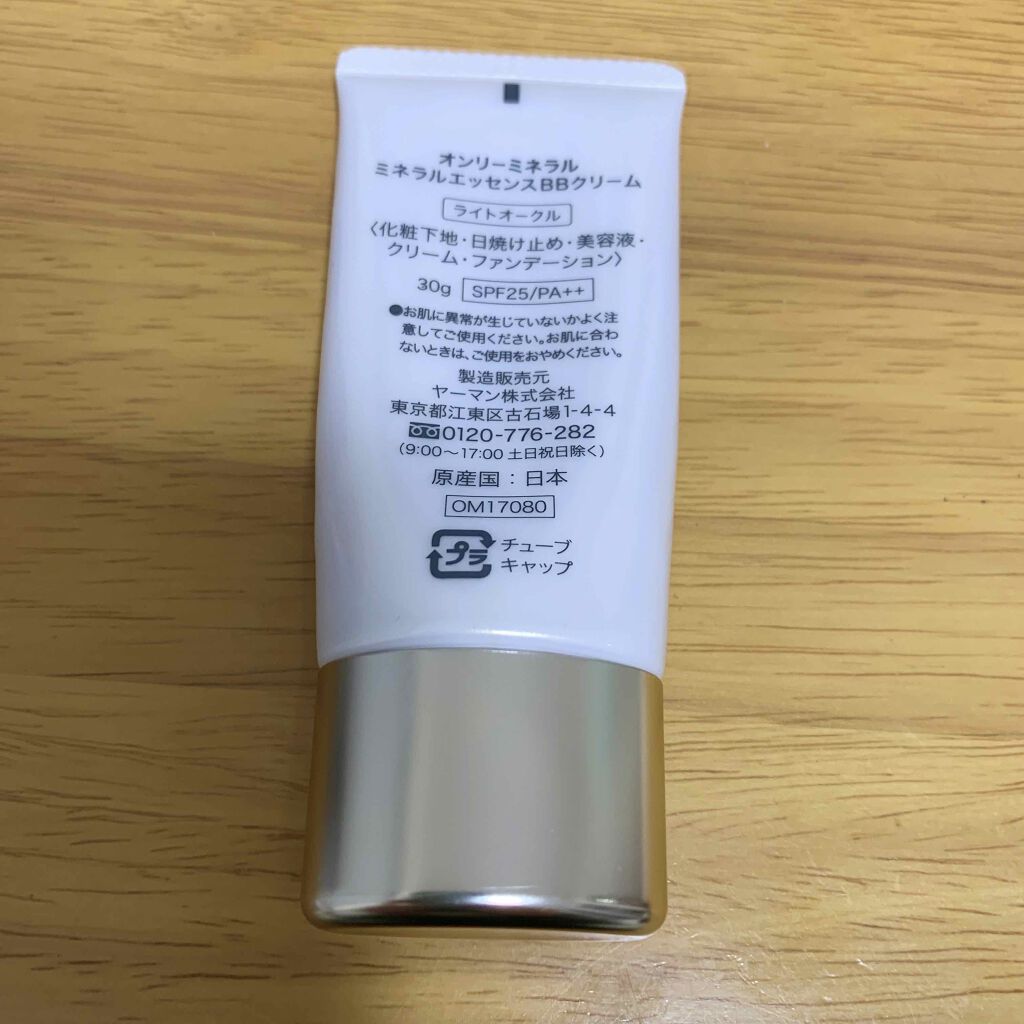 オンリーミネラル
ミネラルエッセンスBBクリーム
ライトオークル
〈化粧下地・日焼け止め・美容液・
クリーム・ファンデーション〉
30g SPF25/PA++
●お肌に異常が生じていないかよく注
意してご使用ください。お肌に合わ
ないときは、ご使用をおやめください。
製造販売元
ヤーマン株式会社
東京都江東区古石場1-4-4
0120-776-282
(9:00〜17:00 土日祝日除く)
原産国：日本
OM17080
プラ チューブ
キャップ